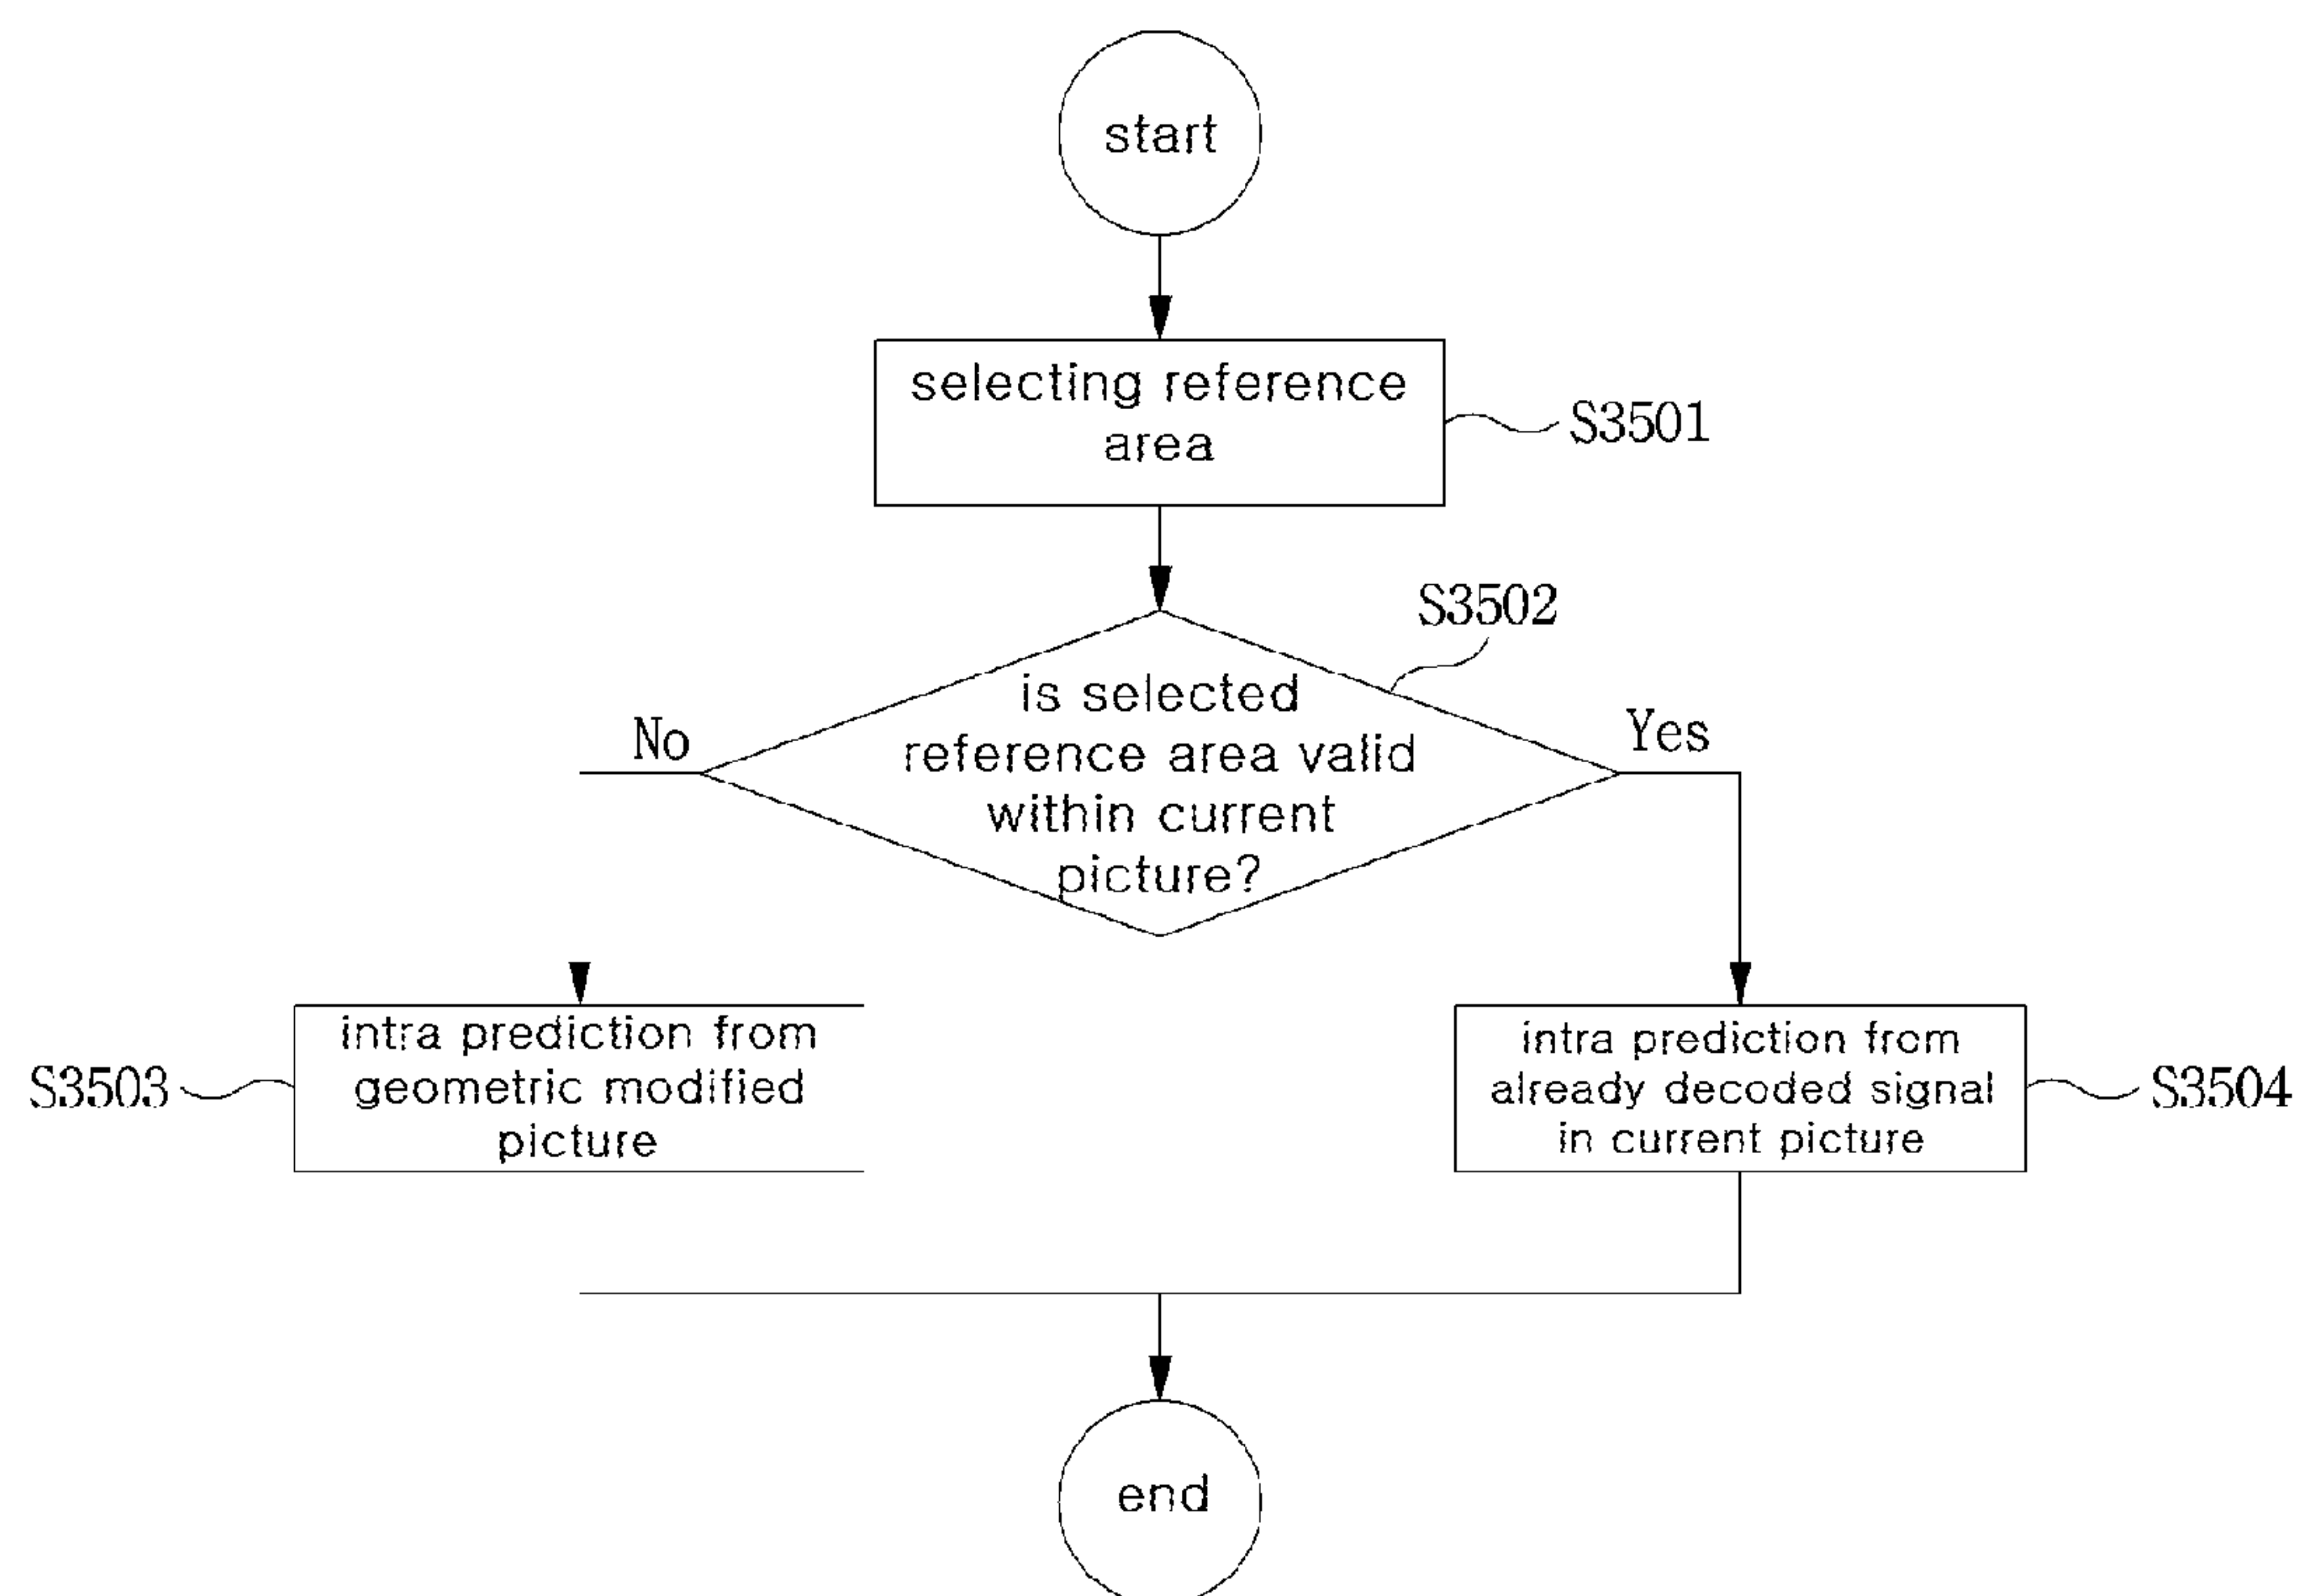 start
selecting reference
area
S3501
S3502
is selected
reference area valid
within current
picture?
No
Yes
intra prediction from
geometric modified
picture
S3503
intra prediction from
already decoded signal
in current picture
S3504
end